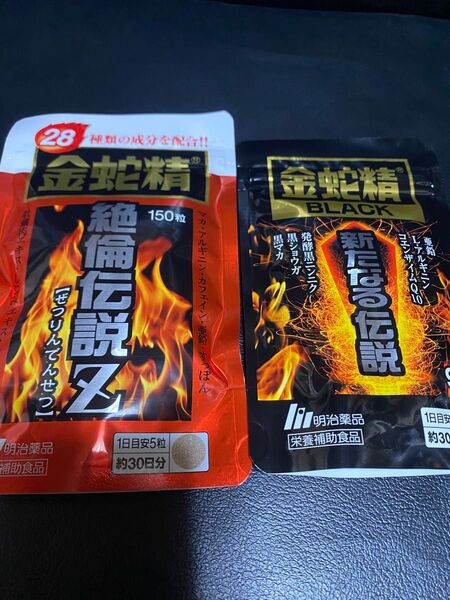 28
種類の成分を配合!!
金蛇精®
150粒
マカ・アルギニン・カフェイン・亜鉛・すっぽん
絶倫伝説Z
【ぜつりんでんせつ】
明治薬品
補助食品
1日目安5粒
約30日分
金蛇精®
BLACK
亜鉛
L-アルギニン
コエンザイムQ10
新たなる伝説
発酵黒ニンニク
黒ショウガ
黒マカ
明治薬品
栄養補助食品
1日目安
約30